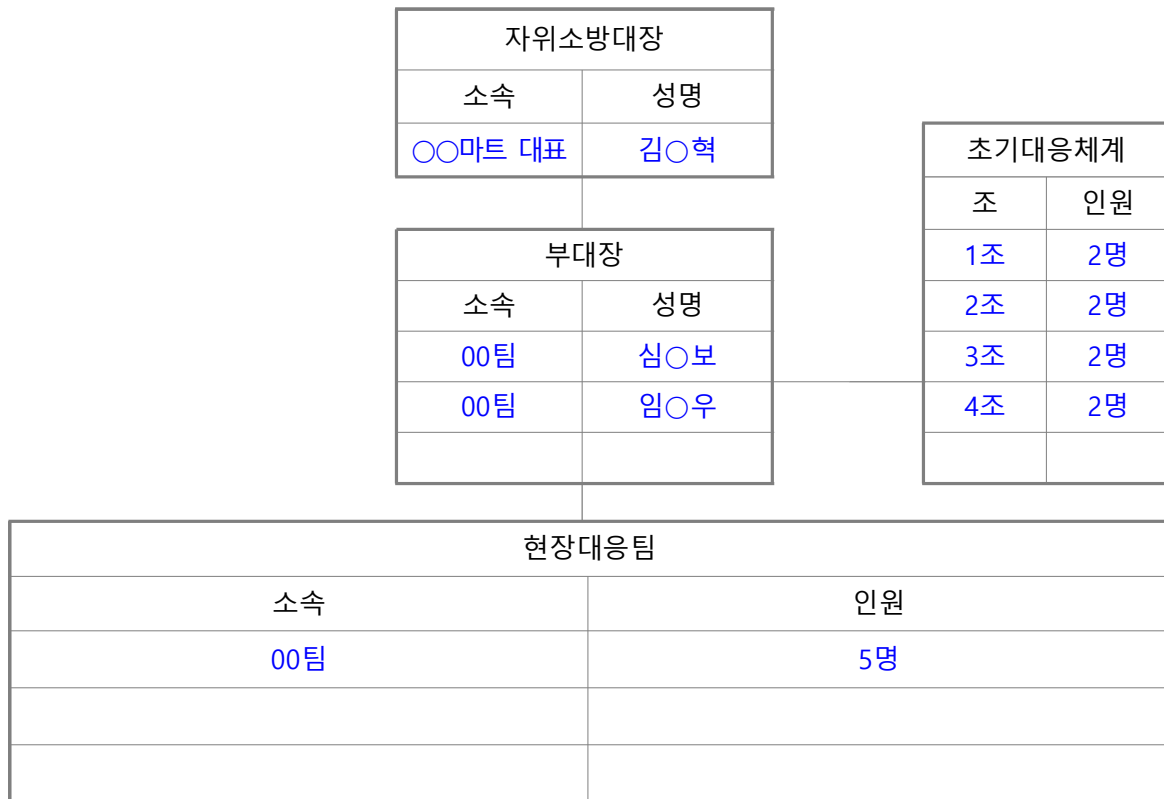 자위소방대장
소속 성명
○○마트 대표 김○혁
부대장
소속 성명
00팀 심○보
00팀 임○우
초기대응체계
조 인원
1조 2명
2조 2명
3조 2명
4조 2명
현장대응팀
소속 인원
00팀 5명